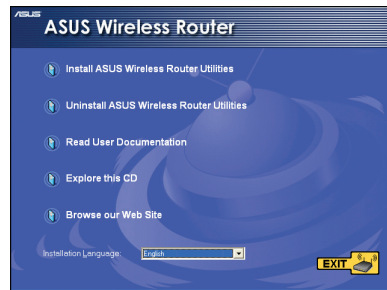 ASUS
ASUS Wireless Router
Install ASUS Wireless Router Utilities
Uninstall ASUS Wireless Router Utilities
Read User Documentation
Explore this CD
Browse our Web Site
Installation Language: English
EXIT